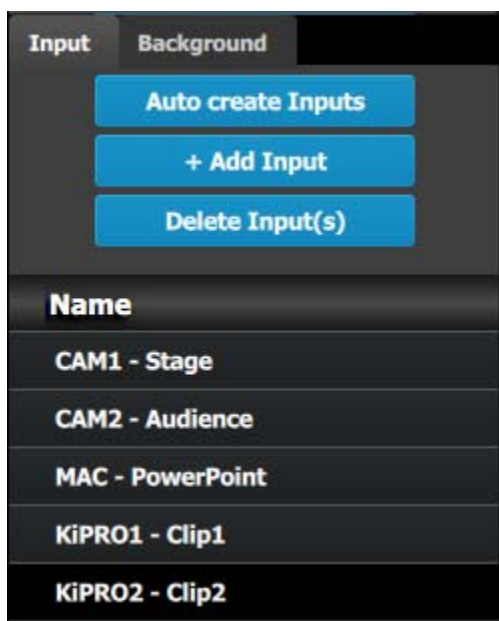 Input Background
Auto create Inputs
+ Add Input
Delete Input(s)
Name
CAM1 - Stage
CAM2 - Audience
MAC - PowerPoint
KiPRO1 - Clip1
KiPRO2 - Clip2